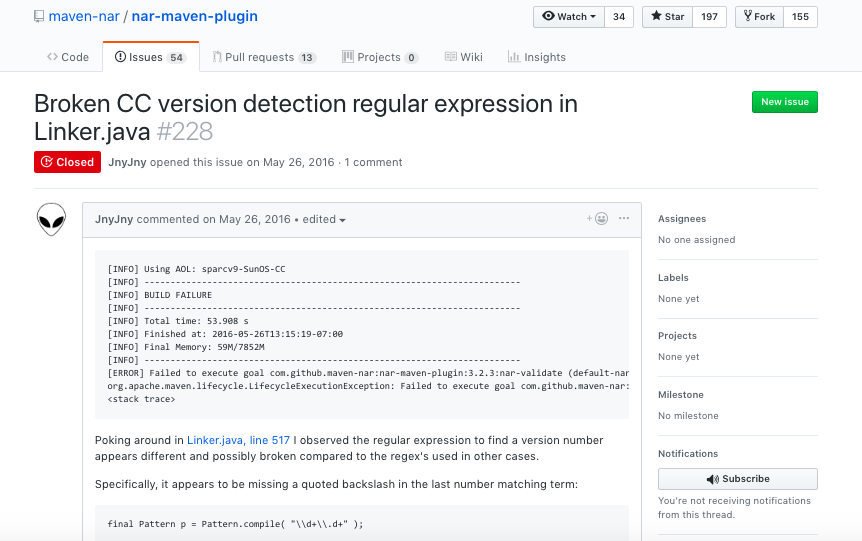 maven-nar / nar-maven-plugin
Watch 34 Star 197 Fork 155
Code Issues 54 Pull requests 13 Projects 0 Wiki Insights
Broken CC version detection regular expression in
Linker.java #228
New issue
Closed JnyJny opened this issue on May 26, 2016 · 1 comment
JnyJny commented on May 26, 2016 • edited
[INFO] Using AOL: sparcv9-SunOS-CC
[INFO] ------------------------------------------------------------------------
[INFO] BUILD FAILURE
[INFO] ------------------------------------------------------------------------
[INFO] Total time: 53.908 s
[INFO] Finished at: 2016-05-26T13:15:19-07:00
[INFO] Final Memory: 59M/7852M
[INFO] ------------------------------------------------------------------------
[ERROR] Failed to execute goal com.github.maven-nar:nar-maven-plugin:3.2.3:nar-validate (default-nar
org.apache.maven.lifecycle.LifecycleExecutionException: Failed to execute goal com.github.maven-nar:
<stack trace>
Poking around in Linker.java, line 517 I observed the regular expression to find a version number
appears different and possibly broken compared to the regex's used in other cases.
Specifically, it appears to be missing a quoted backslash in the last number matching term:
final Pattern p = Pattern.compile( "\\d+\\.d+" );
Assignees
No one assigned
Labels
None yet
Projects
None yet
Milestone
No milestone
Notifications
Subscribe
You're not receiving notifications
from this thread.